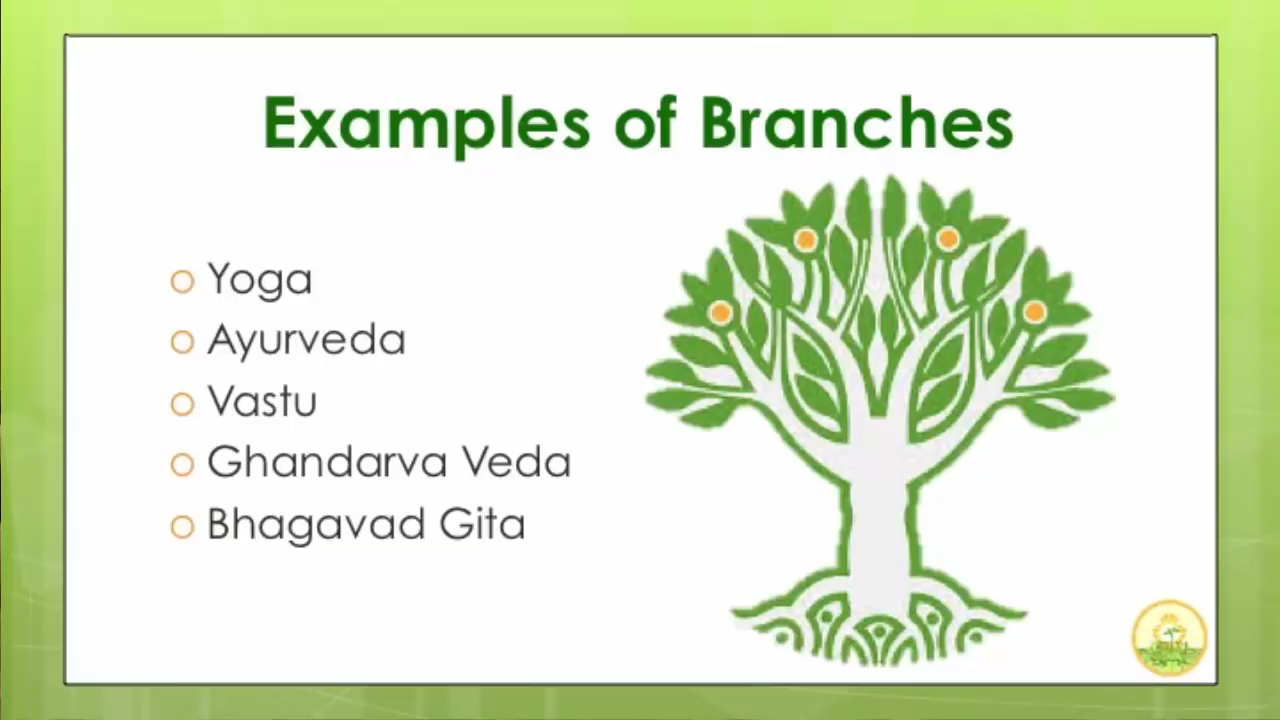 Examples of Branches
Yoga
Ayurveda
Vastu
Ghandarva Veda
Bhagavad Gita